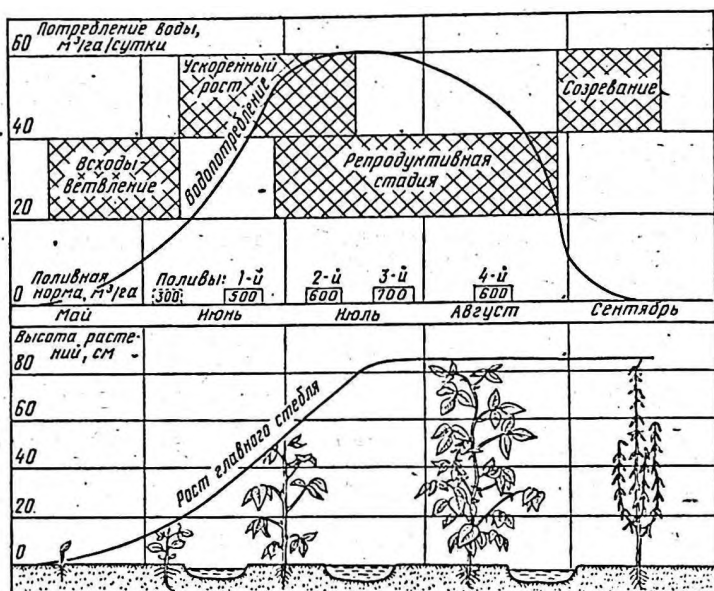 Потребление воды,
м³/га/сутки
60
40
20
0
Ускоренный
рост
Созревание
Всходы-
ветвление
Водопотребление
Репродуктивная
стадия
Поливная
норма, м³/га
Поливы: 1-й 2-й 3-й 4-й
300 500 600 700 600
Май Июнь Июль Август Сентябрь
Высота расте-
ний, см
80
60
40
20
0
Рост главного стебля